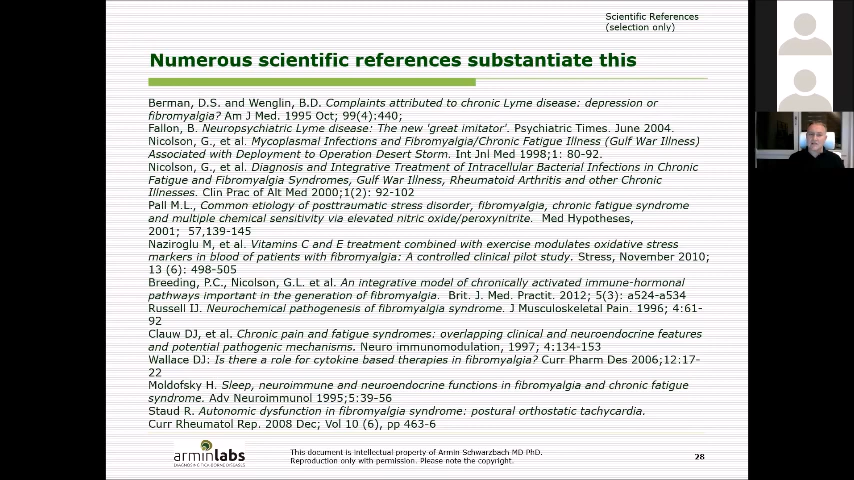 Scientific References
(selection only)
Numerous scientific references substantiate this
Berman, D.S. and Wenglin, B.D. Complaints attributed to chronic Lyme disease: depression or
fibromyalgia? Am J Med. 1995 Oct; 99(4):440;
Fallon, B. Neuropsychiatric Lyme disease: The new 'great imitator'. Psychiatric Times. June 2004.
Nicolson, G., et al. Mycoplasmal Infections and Fibromyalgia/Chronic Fatigue Illness (Gulf War Illness)
Associated with Deployment to Operation Desert Storm. Int Jnl Med 1998;1: 80-92.
Nicolson, G., et al. Diagnosis and Integrative Treatment of Intracellular Bacterial Infections in Chronic
Fatigue and Fibromyalgia Syndromes, Gulf War Illness, Rheumatoid Arthritis and other Chronic
Illnesses. Clin Prac of Alt Med 2000;1(2): 92-102
Pall M.L., Common etiology of posttraumatic stress disorder, fibromyalgia, chronic fatigue syndrome
and multiple chemical sensitivity via elevated nitric oxide/peroxynitrite. Med Hypotheses,
2001; 57,139-145
Naziroglu M, et al. Vitamins C and E treatment combined with exercise modulates oxidative stress
markers in blood of patients with fibromyalgia: A controlled clinical pilot study. Stress, November 2010;
13 (6): 498-505
Breeding, P.C., Nicolson, G.L. et al. An integrative model of chronically activated immune-hormonal
pathways important in the generation of fibromyalgia. Brit. J. Med. Practit. 2012; 5(3): a524-a534
Russell IJ. Neurochemical pathogenesis of fibromyalgia syndrome. J Musculoskeletal Pain. 1996; 4:61-
92
Clauw DJ, et al. Chronic pain and fatigue syndromes: overlapping clinical and neuroendocrine features
and potential pathogenic mechanisms. Neuro immunomodulation, 1997; 4:134-153
Wallace DJ: Is there a role for cytokine based therapies in fibromyalgia? Curr Pharm Des 2006;12:17-
22
Moldofsky H. Sleep, neuroimmune and neuroendocrine functions in fibromyalgia and chronic fatigue
syndrome. Adv Neuroimmunol 1995;5:39-56
Staud R. Autonomic dysfunction in fibromyalgia syndrome: postural orthostatic tachycardia.
Curr Rheumatol Rep. 2008 Dec; Vol 10 (6), pp 463-6
arminlabs
DIAGNOSING TICK-BORNE DISEASES
This document is intellectual property of Armin Schwarzbach MD PhD.
Reproduction only with permission. Please note the copyright.
28